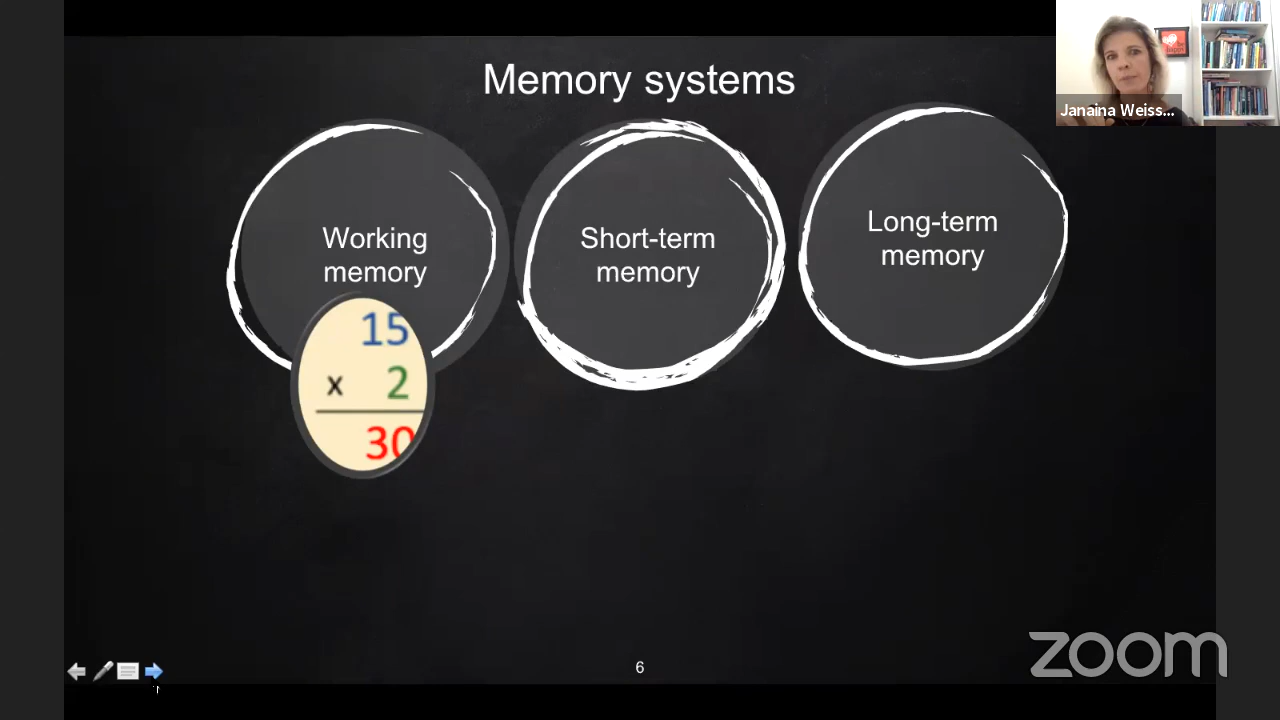 Memory systems
Janaina Weiss...
Working
memory
Short-term
memory
Long-term
memory
15
x 2
30
6
zoom